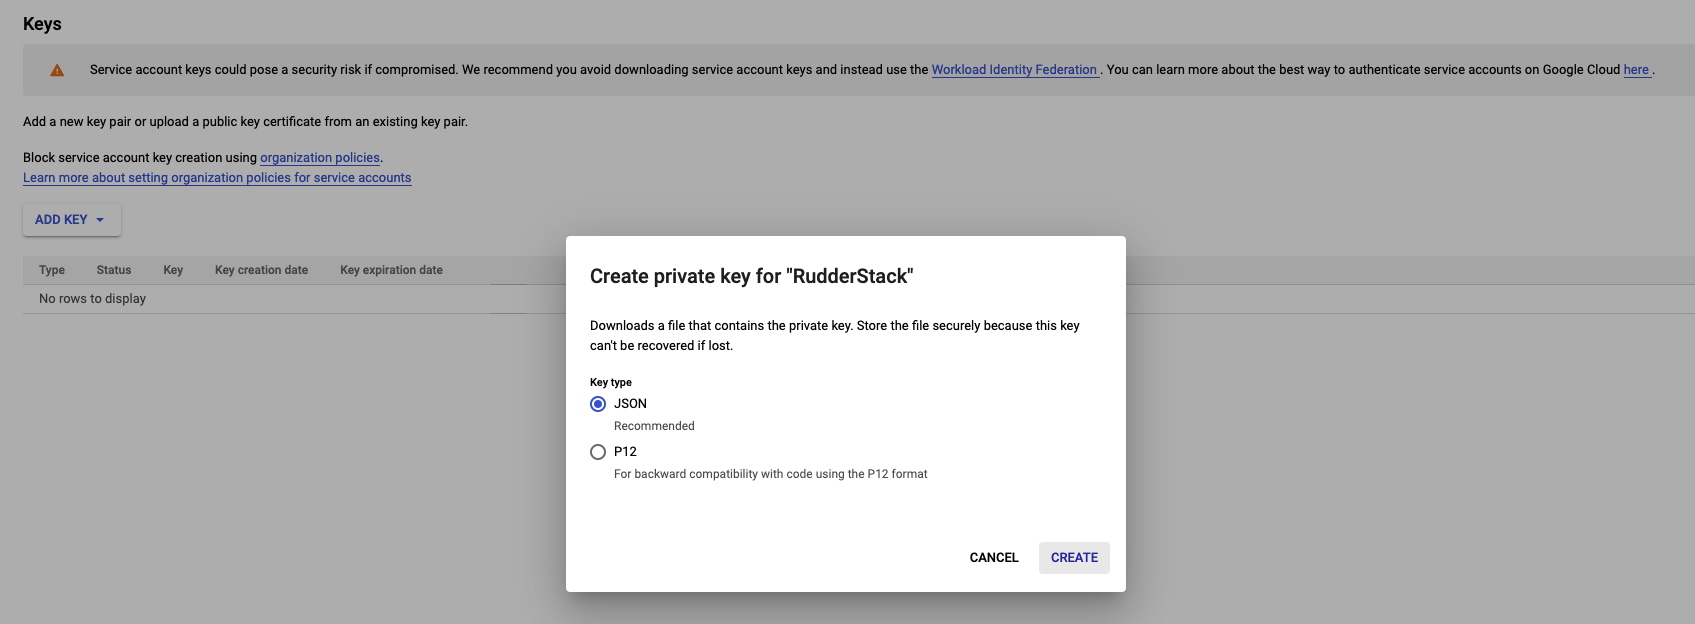 Keys
Service account keys could pose a security risk if compromised. We recommend you avoid downloading service account keys and instead use the Workload Identity Federation . You can learn more about the best way to authenticate service accounts on Google Cloud here .
Add a new key pair or upload a public key certificate from an existing key pair.
Block service account key creation using organization policies.
Learn more about setting organization policies for service accounts
ADD KEY
Type Status Key Key creation date Key expiration date
No rows to display
Create private key for "RudderStack"
Downloads a file that contains the private key. Store the file securely because this key
can't be recovered if lost.
Key type
JSON
Recommended
P12
For backward compatibility with code using the P12 format
CANCEL CREATE